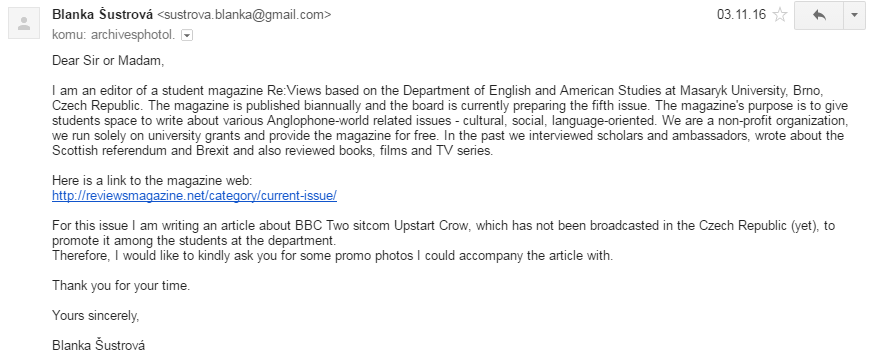 Blanka Šustrová <sustrova.blanka@gmail.com>
03.11.16
komu: archivesphotol.
Dear Sir or Madam,
I am an editor of a student magazine Re:Views based on the Department of English and American Studies at Masaryk University, Brno,
Czech Republic. The magazine is published biannually and the board is currently preparing the fifth issue. The magazine's purpose is to give
students space to write about various Anglophone-world related issues - cultural, social, language-oriented. We are a non-profit organization,
we run solely on university grants and provide the magazine for free. In the past we interviewed scholars and ambassadors, wrote about the
Scottish referendum and Brexit and also reviewed books, films and TV series.
Here is a link to the magazine web:
http://reviewsmagazine.net/category/current-issue/
For this issue I am writing an article about BBC Two sitcom Upstart Crow, which has not been broadcasted in the Czech Republic (yet), to
promote it among the students at the department.
Therefore, I would like to kindly ask you for some promo photos I could accompany the article with.
Thank you for your time.
Yours sincerely,
Blanka Šustrová